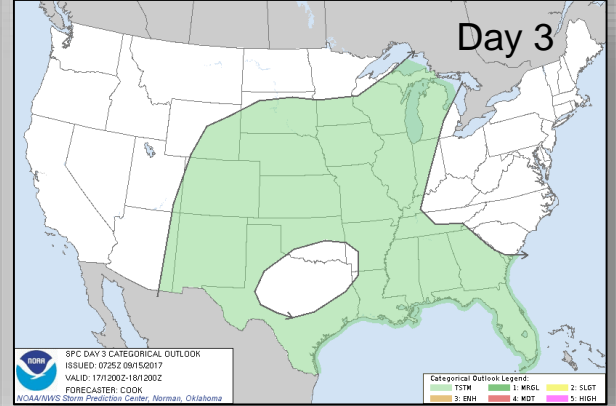 Day 3
SPC DAY 3 CATEGORICAL OUTLOOK
ISSUED: 0725Z 09/15/2017
VALID: 17/1200Z-18/1200Z
FORECASTER: COOK
NOAA/NWS Storm Prediction Center, Norman, Oklahoma
NOAA
Categorical Outlook Legend:
TSTM 1: MRGL 2: SLGT
3: ENH 4: MDT 5: HIGH